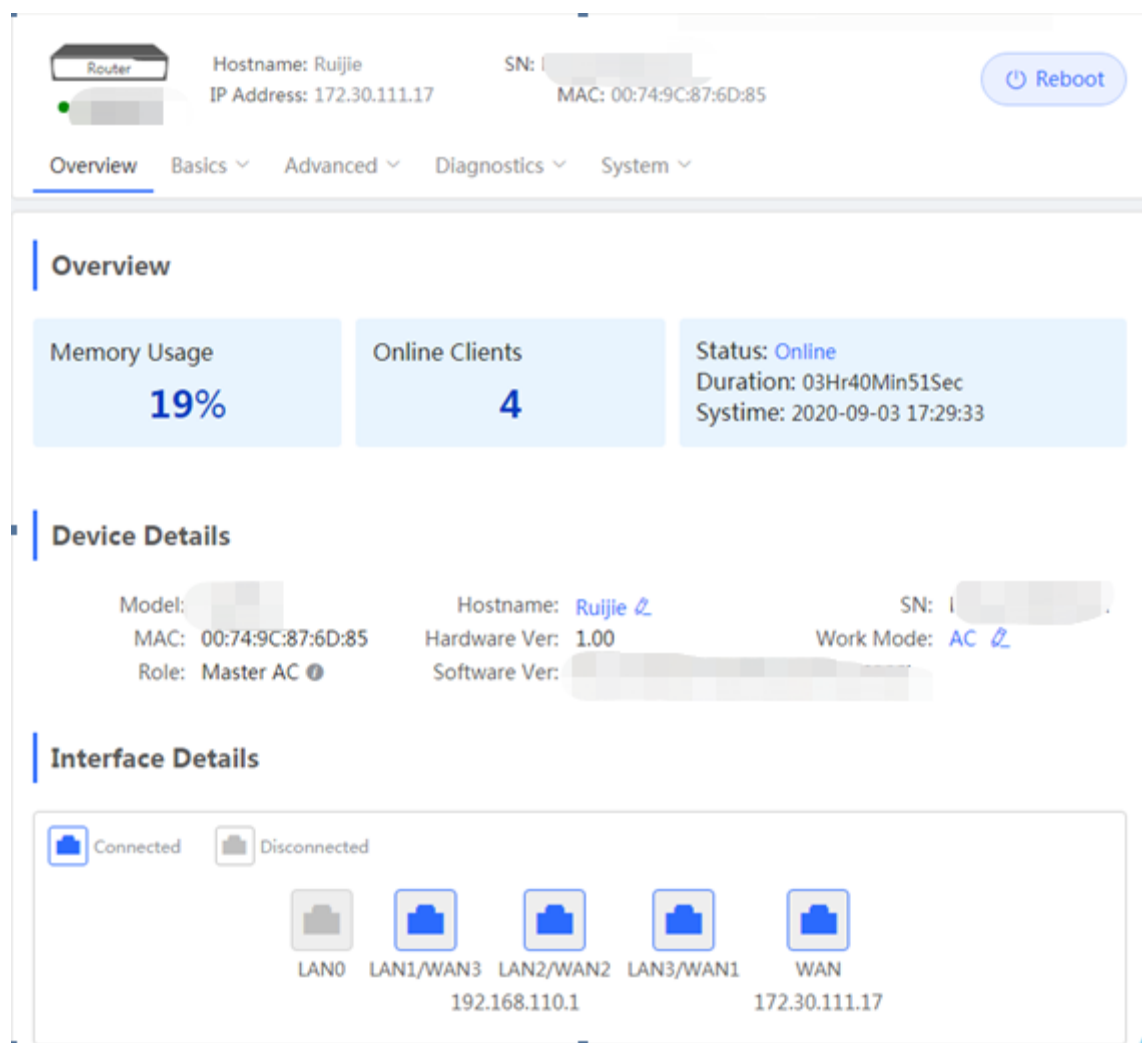 Router
Hostname: Ruijie
SN:
IP Address: 172.30.111.17
MAC: 00:74:9C:87:6D:85
Reboot
Overview Basics Advanced Diagnostics System
Overview
Memory Usage
19%
Online Clients
4
Status: Online
Duration: 03Hr40Min51Sec
Systime: 2020-09-03 17:29:33
Device Details
Model: Hostname: Ruijie SN:
MAC: 00:74:9C:87:6D:85 Hardware Ver: 1.00 Work Mode: AC
Role: Master AC Software Ver:
Interface Details
Connected Disconnected
LAN0 LAN1/WAN3 LAN2/WAN2 LAN3/WAN1 WAN
192.168.110.1 172.30.111.17